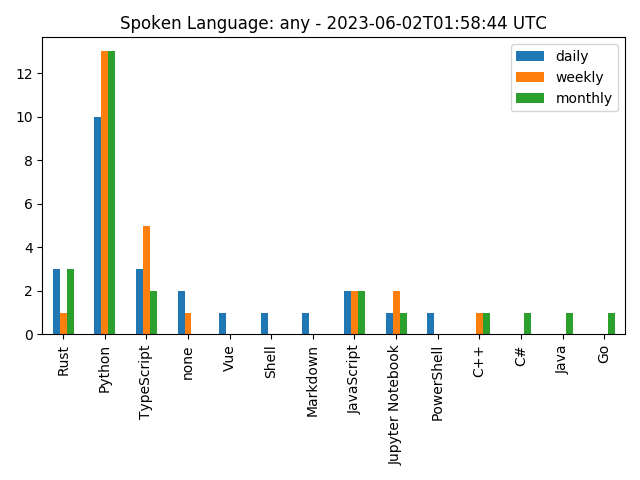 Spoken Language: any - 2023-06-02T01:58:44 UTC
daily
weekly
monthly
12
10
8
6
4
2
0
Rust
Python
TypeScript
none
Vue
Shell
Markdown
JavaScript
Jupyter Notebook
PowerShell
C++
C#
Java
Go